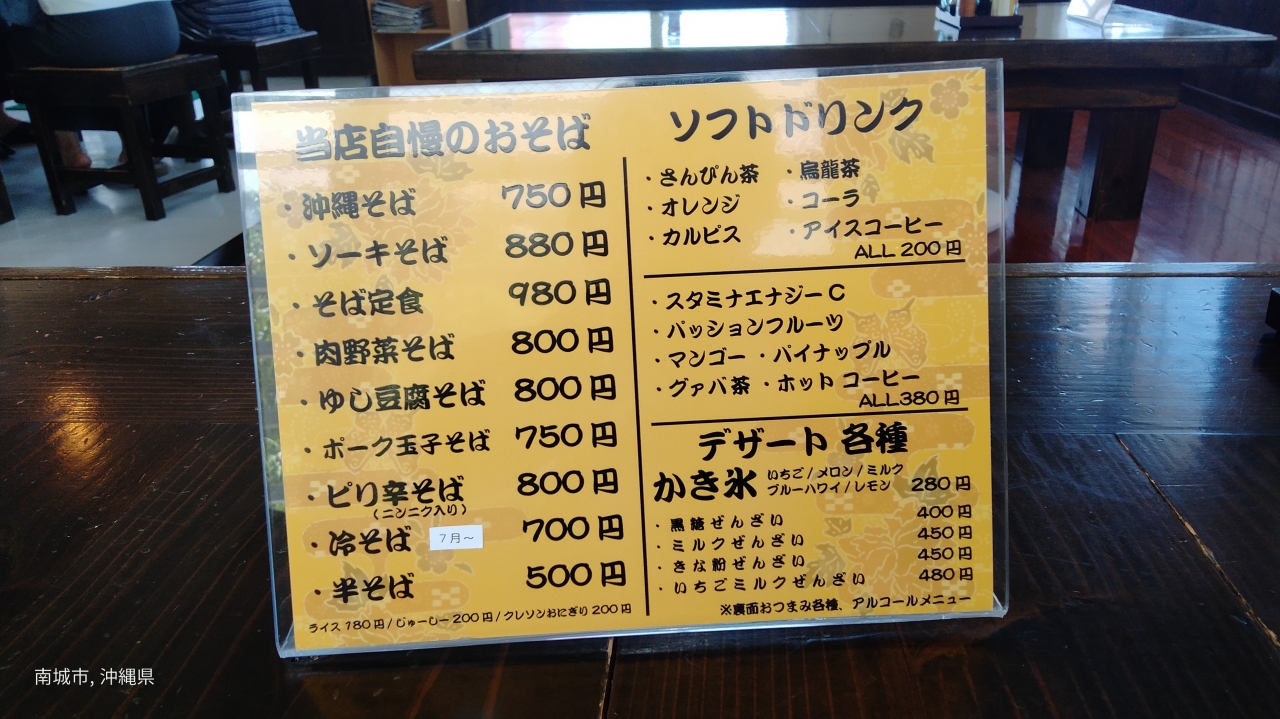 当店自慢のおそば
・沖縄そば 750円
・ソーキそば 880円
・そば定食 980円
・肉野菜そば 800円
・ゆし豆腐そば 800円
・ポーク玉子そば 750円
・ピリ辛そば 800円
(ニンニク入り)
・冷そば 7月～ 700円
・半そば 500円
ライス 180円/じゅーしー 200円/クレソンおにぎり 200円
ソフトドリンク
・さんぴん茶 ・烏龍茶
・オレンジ ・コーラ
・カルピス ・アイスコーヒー
ALL 200円
・スタミナエナジーC
・パッションフルーツ
・マンゴー ・パイナップル
・グァバ茶 ・ホットコーヒー
ALL380円
デザート 各種
かき氷 いちご/メロン/ミルク
ブルーハワイ/レモン 280円
・黒糖ぜんざい 400円
・ミルクぜんざい 450円
・きな粉ぜんざい 450円
・いちごミルクぜんざい 480円
※裏面おつまみ各種、アルコールメニュー
南城市, 沖縄県